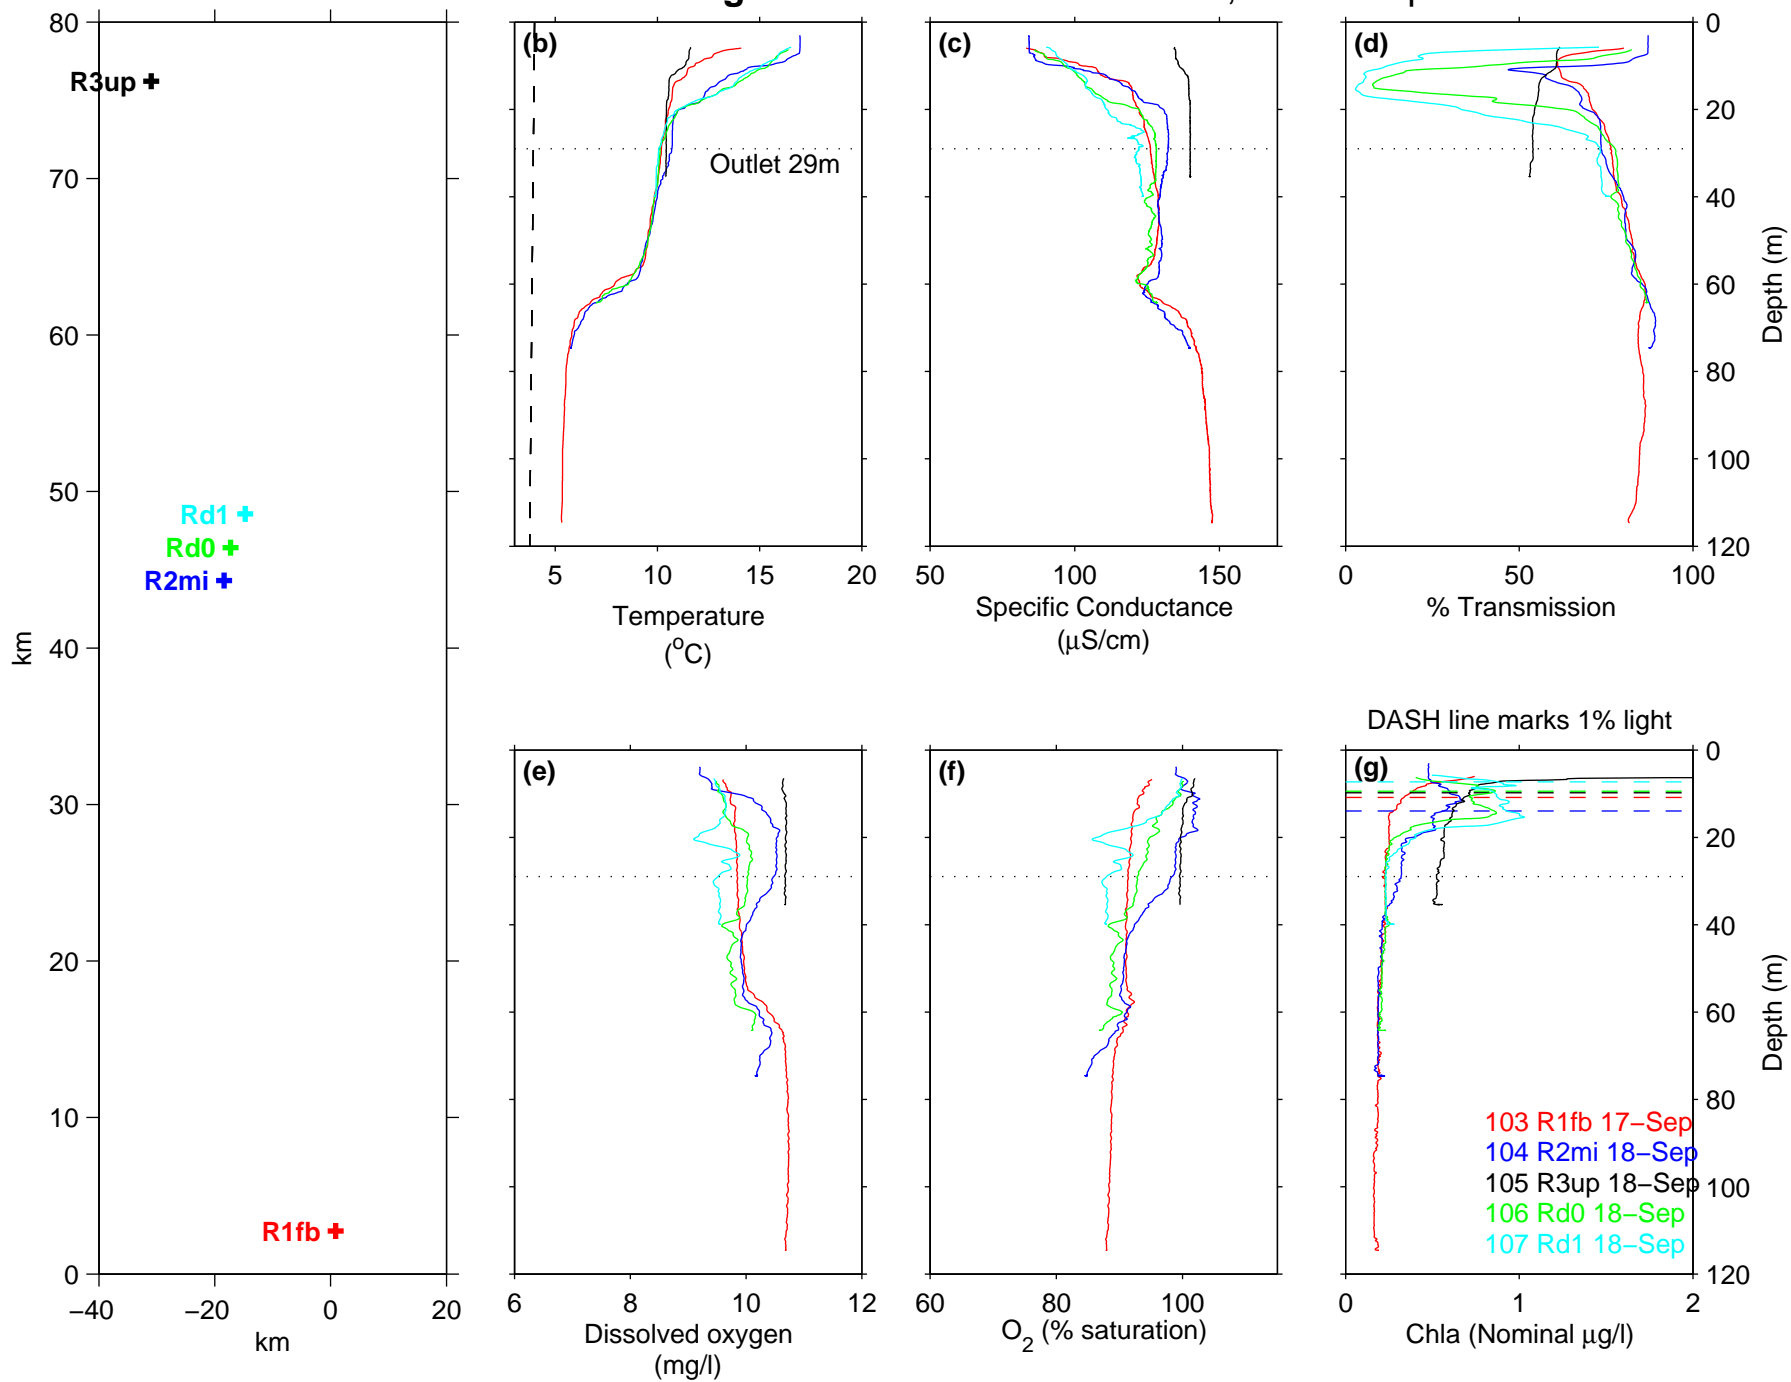 80
70
60
50
40
30
20
10
0
km
−40
−20
0
20
km
R3up
Rd1
Rd0
R2mi
R1fb
(b)
Outlet 29m
5
10
15
20
Temperature
(°C)
(c)
50
100
150
Specific Conductance
(μS/cm)
(d)
0
50
100
% Transmission
0
20
40
60
80
100
120
Depth (m)
(e)
6
8
10
12
Dissolved oxygen
(mg/l)
(f)
60
80
100
O2 (% saturation)
DASH line marks 1% light
(g)
103 R1fb 17−Sep
104 R2mi 18−Sep
105 R3up 18−Sep
106 Rd0 18−Sep
107 Rd1 18−Sep
0
1
2
Chla (Nominal μg/l)
0
20
40
60
80
100
120
Depth (m)